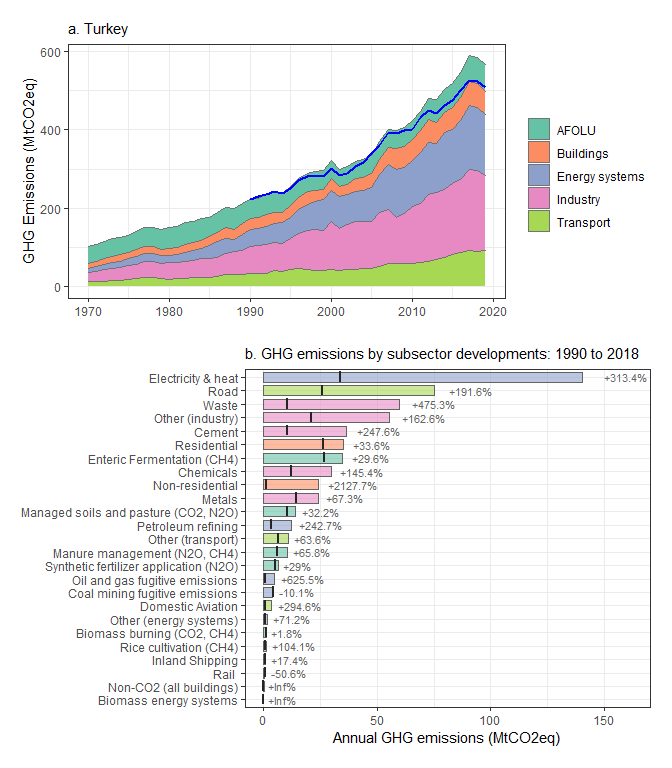 a. Turkey
GHG Emissions (MtCO2eq)
600
400
200
0
1970
1980
1990
2000
2010
2020
AFOLU
Buildings
Energy systems
Industry
Transport
b. GHG emissions by subsector developments: 1990 to 2018
Electricity & heat +313.4%
Road +191.6%
Waste +475.3%
Other (industry) +162.6%
Cement +247.6%
Residential +33.6%
Enteric Fermentation (CH4) +29.6%
Chemicals +145.4%
Non-residential +2127.7%
Metals +67.3%
Managed soils and pasture (CO2, N2O) +32.2%
Petroleum refining +242.7%
Other (transport) +63.6%
Manure management (N2O, CH4) +65.8%
Synthetic fertilizer application (N2O) +29%
Oil and gas fugitive emissions +625.5%
Coal mining fugitive emissions -10.1%
Domestic Aviation +294.6%
Other (energy systems) +71.2%
Biomass burning (CO2, CH4) +1.8%
Rice cultivation (CH4) +104.1%
Inland Shipping +17.4%
Rail -50.6%
Non-CO2 (all buildings) +Inf%
Biomass energy systems +Inf%
0
50
100
150
Annual GHG emissions (MtCO2eq)